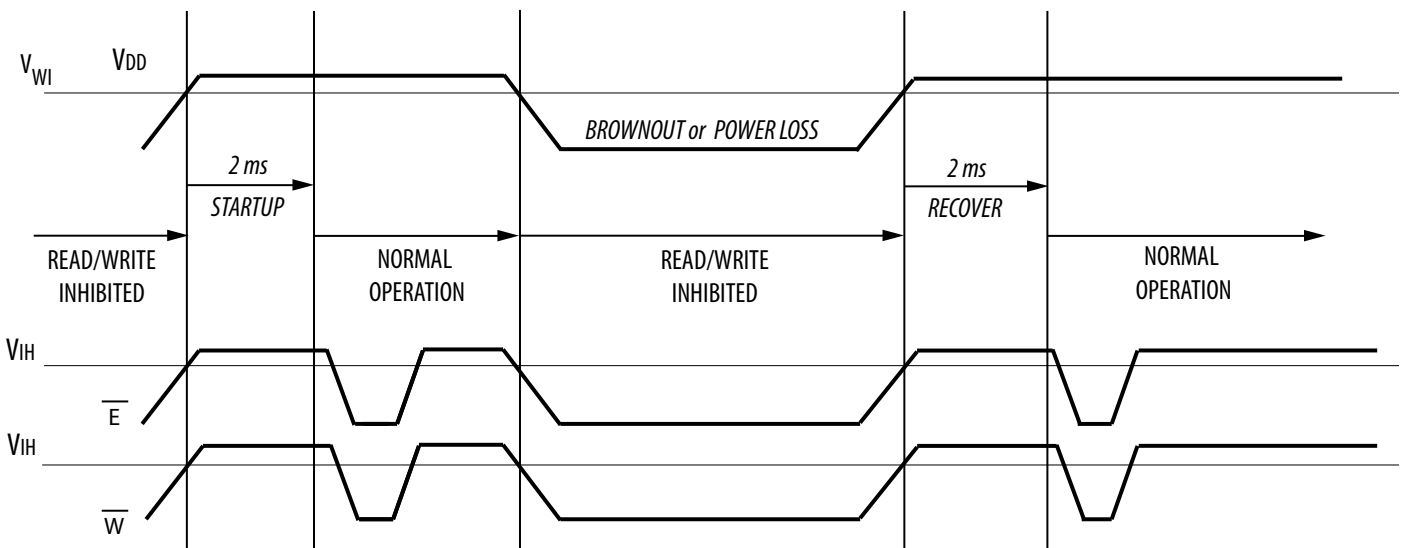 VWI
VDD
BROWNOUT or POWER LOSS
2 ms
STARTUP
2 ms
RECOVER
READ/WRITE
INHIBITED
NORMAL
OPERATION
READ/WRITE
INHIBITED
NORMAL
OPERATION
VIH
E
VIH
W